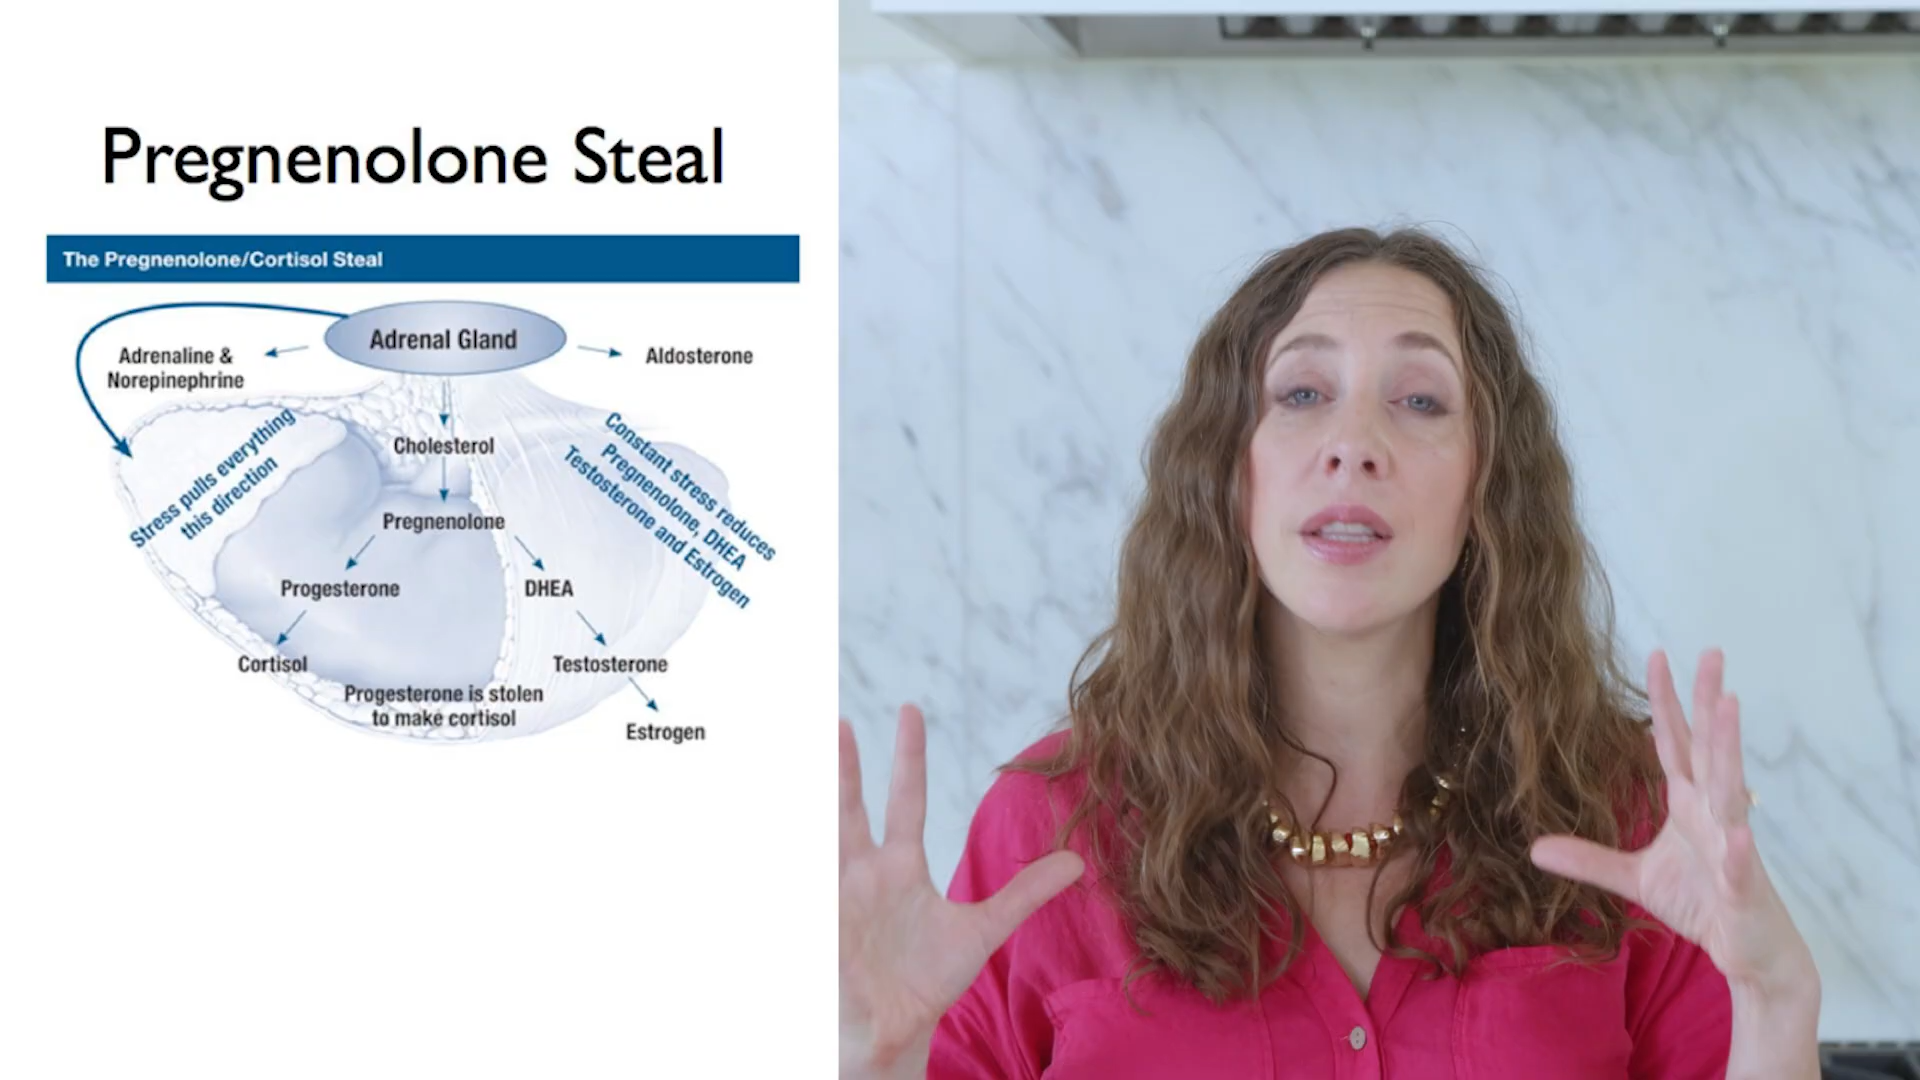 Pregnenolone Steal
The Pregnenolone/Cortisol Steal
Adrenal Gland
Adrenaline &
Norepinephrine
Aldosterone
Cholesterol
Stress pulls everything
this direction
Constant stress reduces
Pregnenolone, DHEA
Testosterone and Estrogen
Pregnenolone
Progesterone
DHEA
Cortisol
Testosterone
Progesterone is stolen
to make cortisol
Estrogen